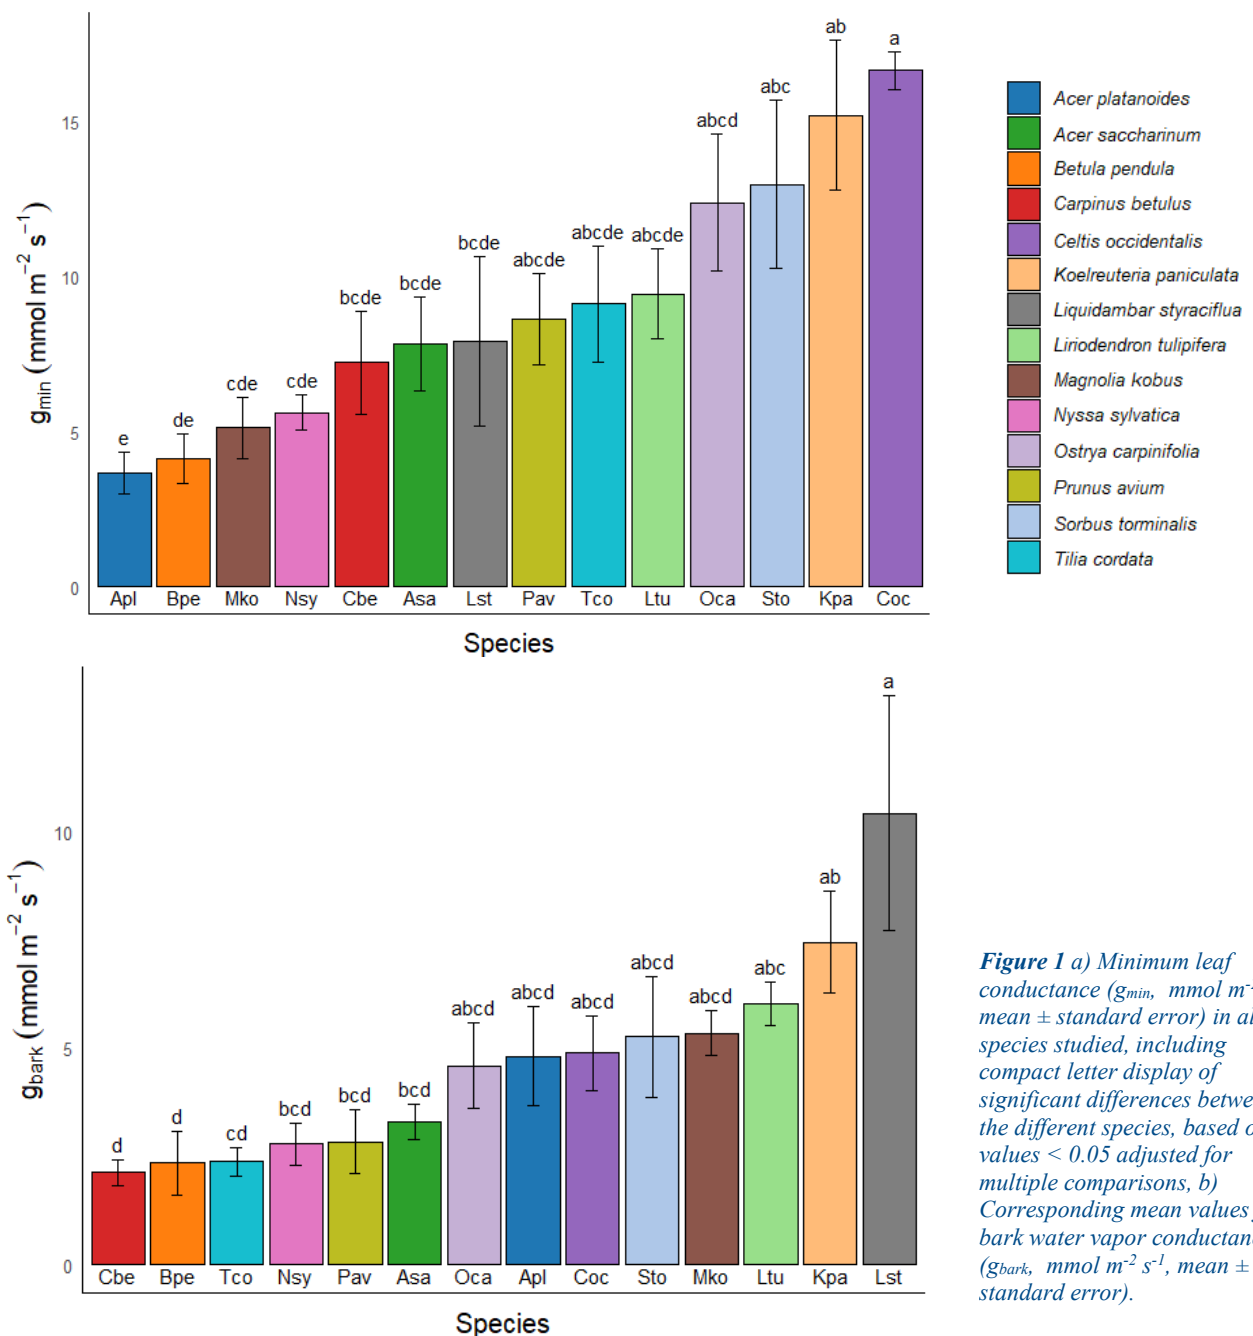 ab
a
abc
abcd
15
abcde
abcde
abcde
bcde
bcde
bcde
10
cde
cde
de
e
5
0
gmin (mmol m−2 s−1)
Apl Bpe Mko Nsy Cbe Asa Lst Pav Tco Ltu Oca Sto Kpa Coc
Species
Acer platanoides
Acer saccharinum
Betula pendula
Carpinus betulus
Celtis occidentalis
Koelreuteria paniculata
Liquidambar styraciflua
Liriodendron tulipifera
Magnolia kobus
Nyssa sylvatica
Ostrya carpinifolia
Prunus avium
Sorbus torminalis
Tilia cordata
a
ab
10
abc
abcd
abcd
abcd
abcd
abcd
bcd
bcd
bcd
cd
d
d
5
0
gbark (mmol m−2 s−1)
Cbe Bpe Tco Nsy Pav Asa Oca Apl Coc Sto Mko Ltu Kpa Lst
Species
Figure 1 a) Minimum leaf
conductance (gmin, mmol m-
mean ± standard error) in
species studied, including
compact letter display of
significant differences
the different species, based
values < 0.05 adjusted for
multiple comparisons, b)
Corresponding mean values
bark water vapor
(gbark, mmol m-2 s-1, mean ±
standard error).